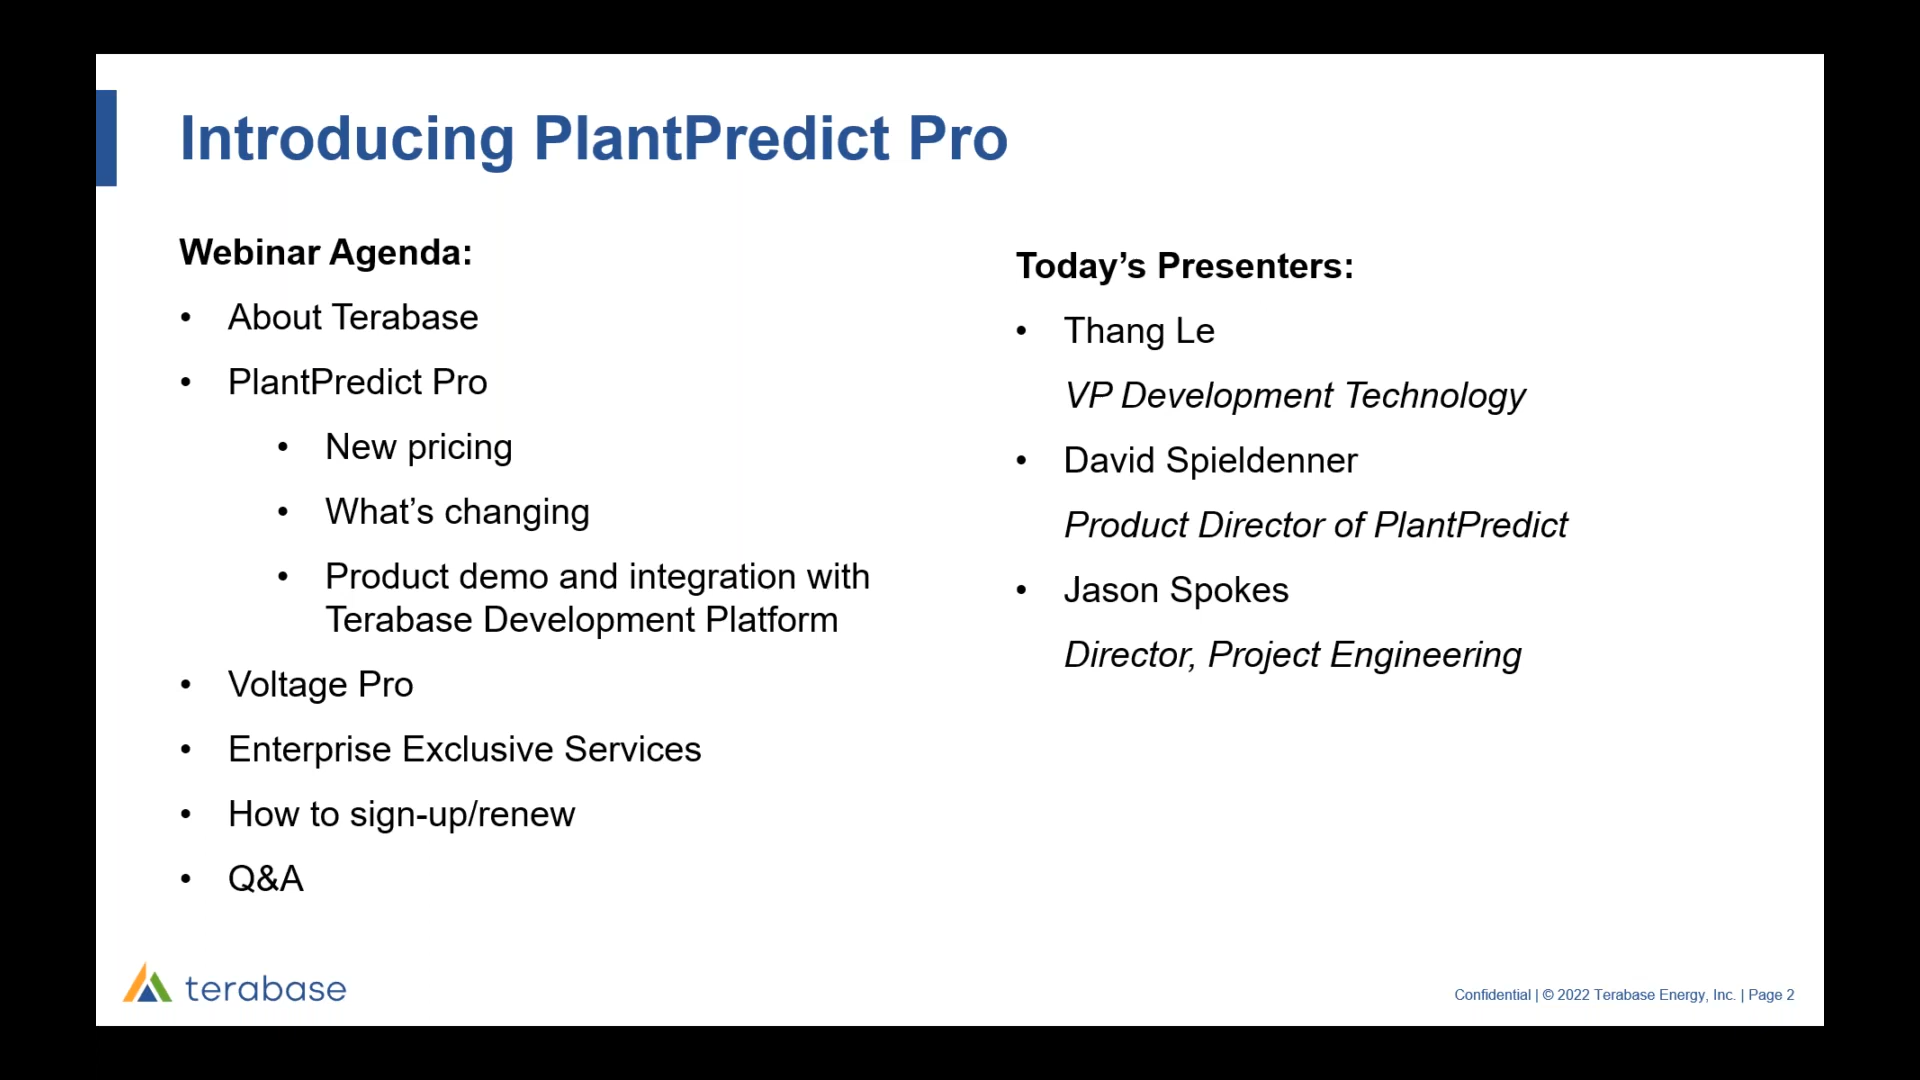 Introducing PlantPredict Pro
Webinar Agenda:
• About Terabase
• PlantPredict Pro
• New pricing
• What’s changing
• Product demo and integration with
Terabase Development Platform
• Voltage Pro
• Enterprise Exclusive Services
• How to sign-up/renew
• Q&A
Today’s Presenters:
• Thang Le
VP Development Technology
• David Spieldenner
Product Director of PlantPredict
• Jason Spokes
Director, Project Engineering
terabase
Confidential | © 2022 Terabase Energy, Inc. | Page 2